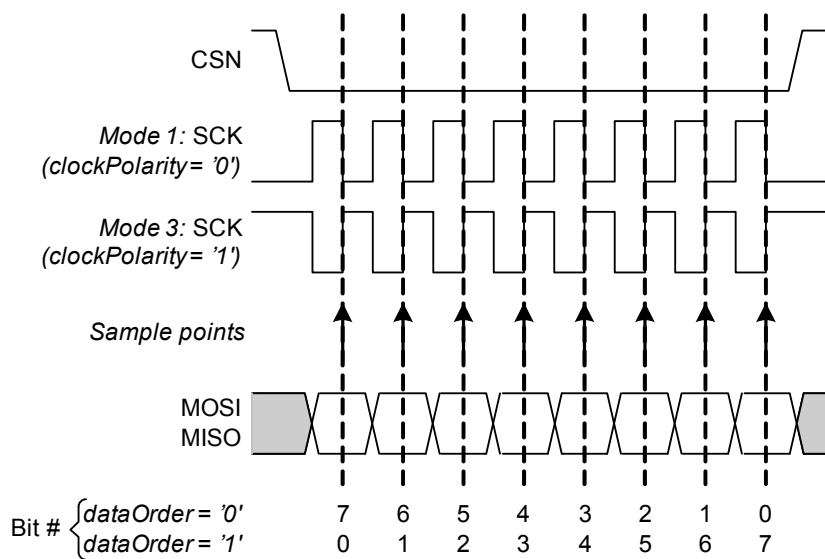 CSN
Mode 1: SCK
(clockPolarity = '0')
Mode 3: SCK
(clockPolarity = '1')
Sample points
MOSI
MISO
Bit # { dataOrder = '0' 7 6 5 4 3 2 1 0
dataOrder = '1' 0 1 2 3 4 5 6 7